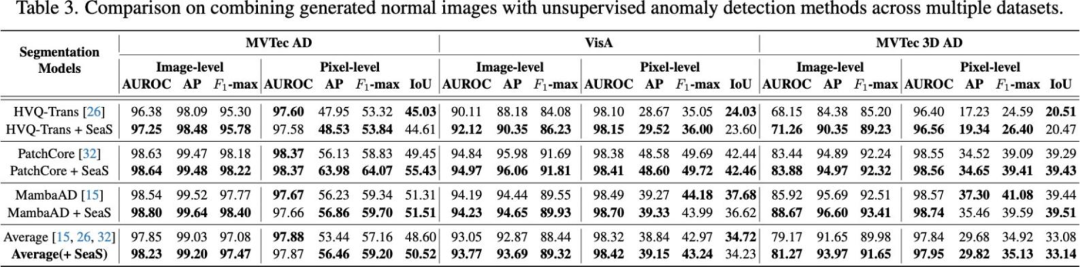 Table 3. Comparison on combining generated normal images with unsupervised anomaly detection methods across multiple datasets.
Segmentation Models MVTec AD VisA MVTec 3D AD
Image-level Pixel-level Image-level Pixel-level Image-level Pixel-level
AUROC AP F1-max AUROC AP F1-max IoU AUROC AP F1-max AUROC AP F1-max IoU AUROC AP F1-max AUROC AP F1-max IoU
HVQ-Trans [26] 96.38 98.09 95.30 97.60 47.95 53.32 45.03 90.11 88.18 84.08 98.10 28.67 35.05 24.03 68.15 84.38 85.20 96.40 17.23 24.59 20.51
HVQ-Trans + SeaS 97.25 98.48 95.78 97.58 48.53 53.84 44.61 92.12 90.35 86.23 98.15 29.52 36.00 23.60 71.26 90.35 89.23 96.56 19.34 26.40 20.47
PatchCore [32] 98.63 99.47 98.18 98.37 56.13 58.83 49.45 94.84 95.98 91.69 98.38 48.58 49.69 42.44 83.44 94.89 92.24 98.55 34.52 39.09 39.29
PatchCore + SeaS 98.64 99.48 98.22 98.37 63.98 64.07 55.43 94.97 96.06 91.81 98.41 48.60 49.72 42.46 83.88 94.97 92.32 98.56 34.65 39.41 39.43
MambaAD [15] 98.54 99.52 97.77 97.67 56.23 59.34 51.31 94.19 94.44 89.55 98.49 39.27 44.18 37.68 85.92 95.69 92.51 98.57 37.30 41.08 39.44
MambaAD + SeaS 98.80 99.64 98.40 97.66 56.86 59.70 51.51 94.23 94.65 89.93 98.70 39.33 43.99 36.62 88.67 96.60 93.41 98.74 35.46 39.59 39.51
Average [15, 26, 32] 97.85 99.03 97.08 97.88 53.44 57.16 48.60 93.05 92.87 88.44 98.32 38.84 42.97 34.72 79.17 91.65 89.98 97.84 29.68 34.92 33.08
Average(+ SeaS) 98.23 99.20 97.47 97.87 56.46 59.20 50.52 93.77 93.69 89.32 98.42 39.15 43.24 34.23 81.27 93.97 91.65 97.95 29.82 35.13 33.14